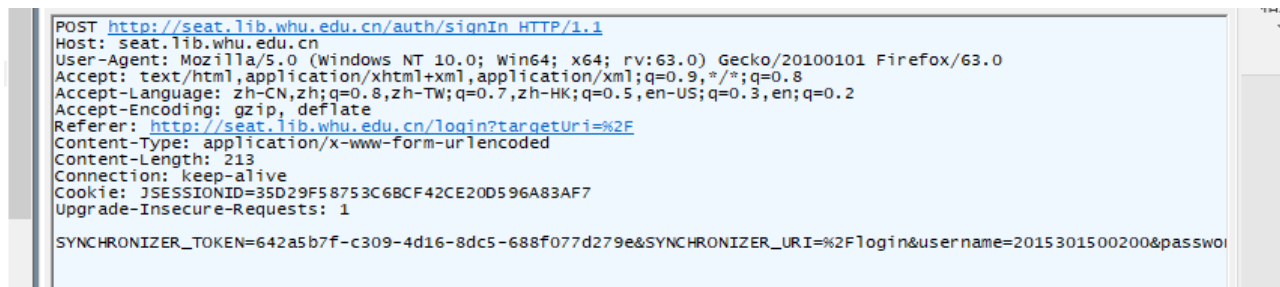 POST http://seat.lib.whu.edu.cn/auth/signIn HTTP/1.1
Host: seat.lib.whu.edu.cn
User-Agent: Mozilla/5.0 (Windows NT 10.0; Win64; x64; rv:63.0) Gecko/20100101 Firefox/63.0
Accept: text/html,application/xhtml+xml,application/xml;q=0.9,*/*;q=0.8
Accept-Language: zh-CN,zh;q=0.8,zh-TW;q=0.7,zh-HK;q=0.5,en-US;q=0.3,en;q=0.2
Accept-Encoding: gzip, deflate
Referer: http://seat.lib.whu.edu.cn/login?targetUri=%2F
Content-Type: application/x-www-form-urlencoded
Content-Length: 213
Connection: keep-alive
Cookie: JSESSIONID=35D29F58753C6BCF42CE20D596A83AF7
Upgrade-Insecure-Requests: 1
SYNCHRONIZER_TOKEN=642a5b7f-c309-4d16-8dc5-688f077d279e&SYNCHRONIZER_URI=%2Flogin&username=2015301500200&passwo